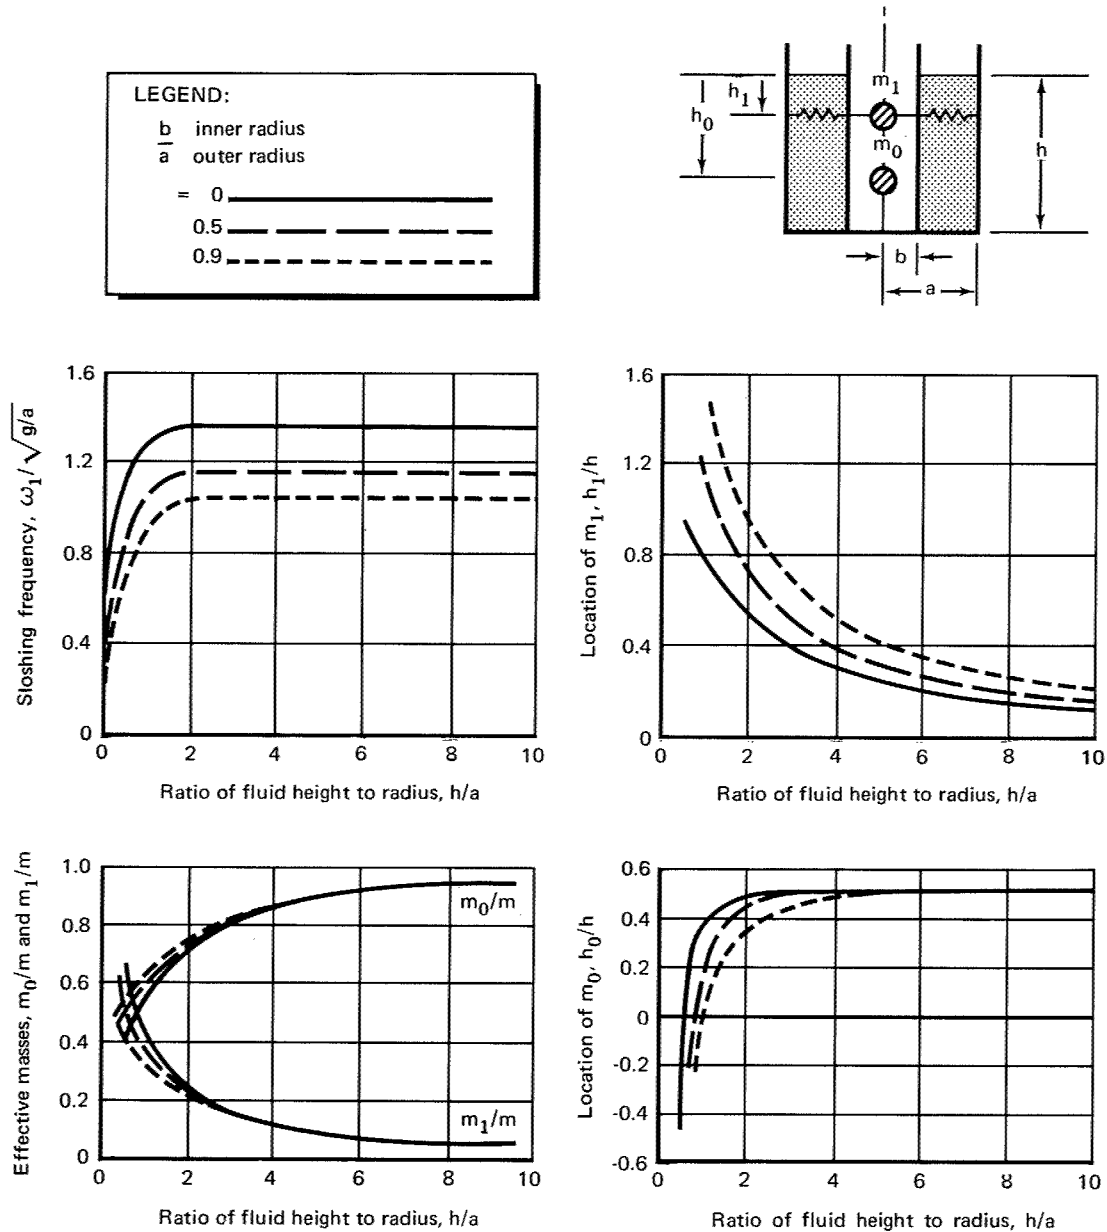 LEGEND:
b inner radius
a outer radius
= 0
0.5
0.9
m1
h1
h0
m0
h
b
a
1.6
1.2
0.8
0.4
0
0 2 4 6 8 10
Sloshing frequency, ω1/√g/a
Ratio of fluid height to radius, h/a
1.6
1.2
0.8
0.4
0
0 2 4 6 8 10
Location of m1, h1/h
Ratio of fluid height to radius, h/a
1.0
0.8
0.6
0.4
0.2
0
0 2 4 6 8 10
m0/m
m1/m
Effective masses, m0/m and m1/m
Ratio of fluid height to radius, h/a
0.6
0.4
0.2
0
-0.2
-0.4
-0.6
0 2 4 6 8 10
Location of m0, h0/h
Ratio of fluid height to radius, h/a